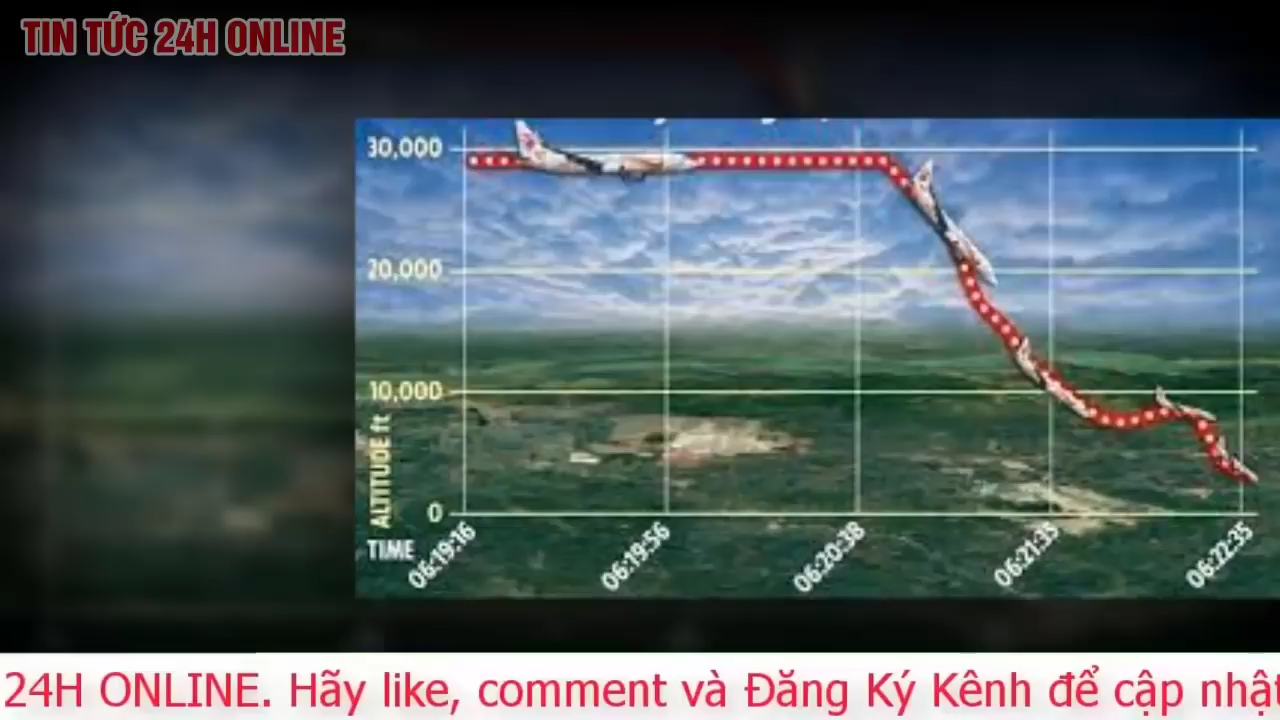 TIN TỨC 24H ONLINE
30,000
20,000
10,000
0
ALTITUDE ft
TIME
06:19:16
06:19:56
06:20:38
06:21:35
06:22:35
24H ONLINE. Hãy like, comment và Đăng Ký Kênh để cập nhật